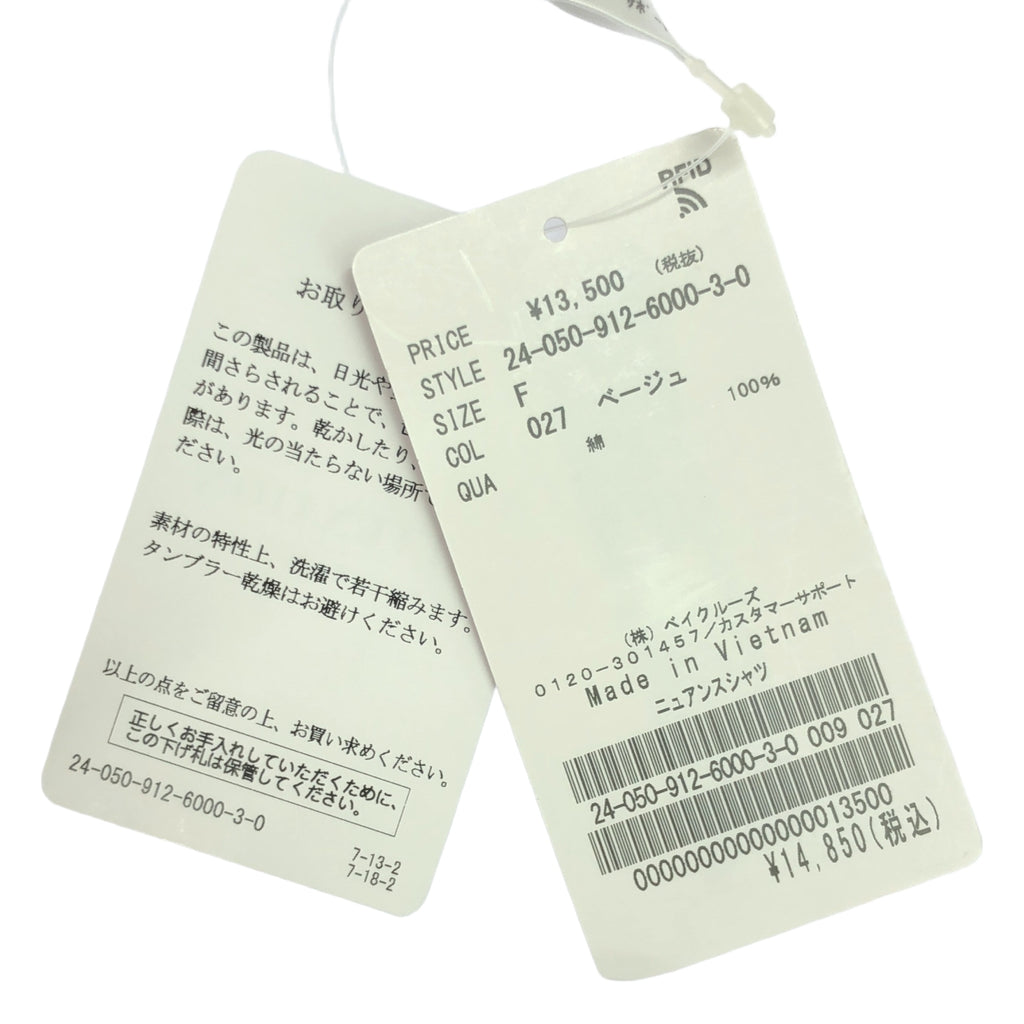 お取り
この製品は、日光や
間さらされることで、
があります。乾かしたり、
際は、光の当たらない場所で
ださい。
素材の特性上、洗濯で若干縮みます。
タンブラー乾燥はお避けください。
以上の点をご留意の上、お買い求めください。
正しくお手入れしていただくために、
この下げ札は保管してください。
24-050-912-6000-3-0
7-13-2
7-18-2
RFID
PRICE ¥13,500 (税抜)
STYLE 24-050-912-6000-3-0
SIZE F
COL 027 ベージュ
QUA 綿 100%
(株) ベイクルーズ
0120-301457/カスタマーサポート
Made in Vietnam
ニュアンスシャツ
24-050-912-6000-3-0 009 027
0000000000000013500
¥14,850(税込)